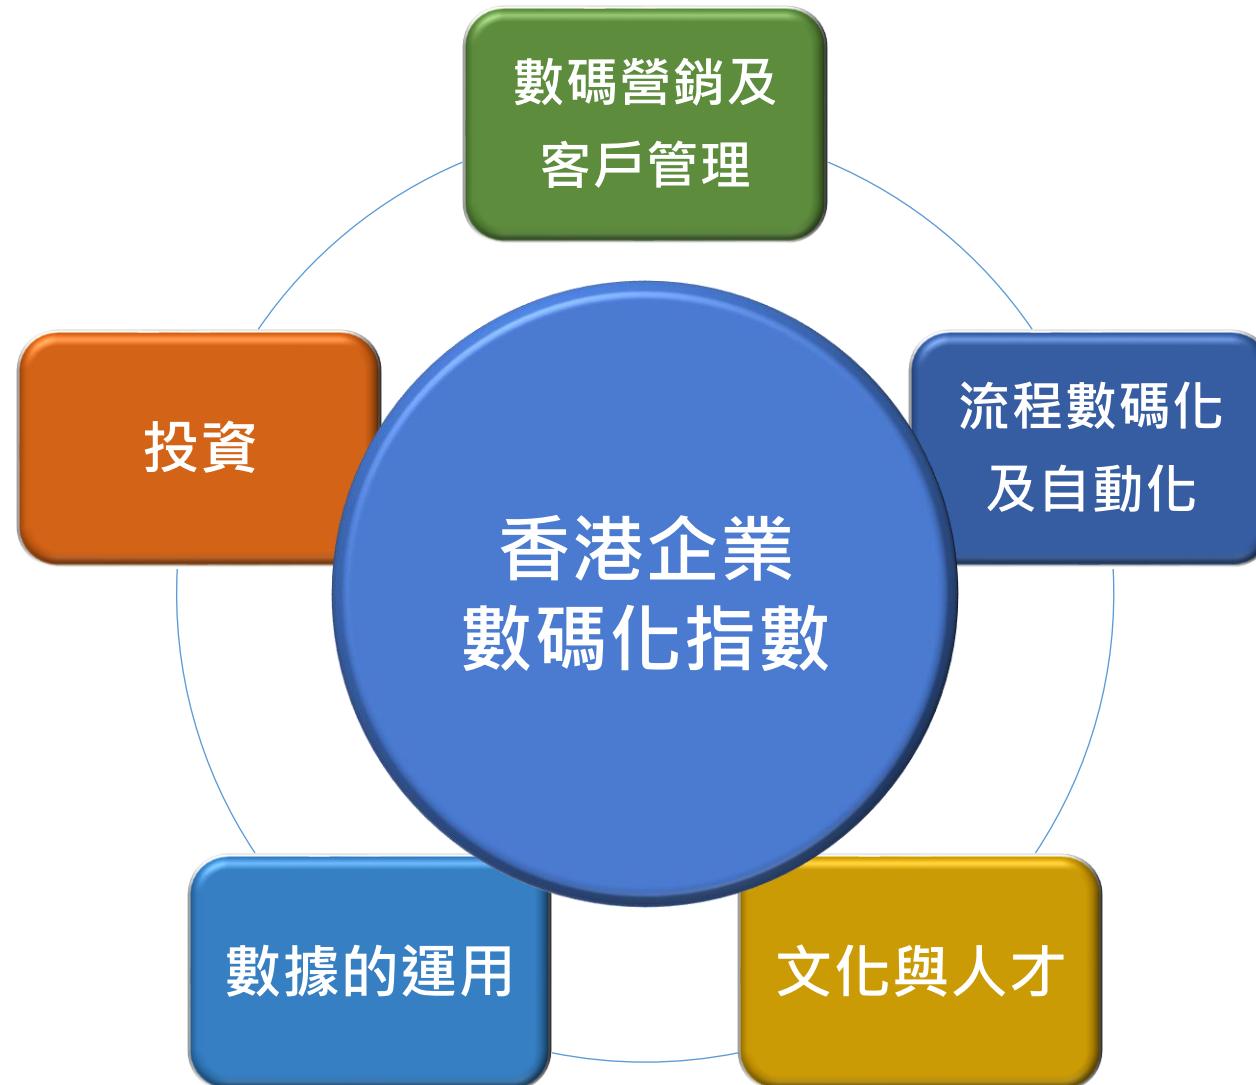 數碼營銷及
客戶管理
投資
流程數碼化
及自動化
香港企業
數碼化指數
數據的運用
文化與人才